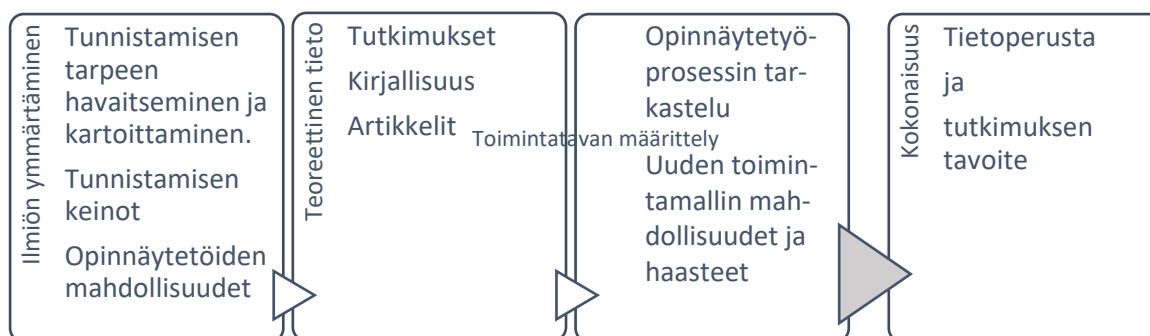 Ilmiön ymmärtäminen
Tunnistamisen
tarpeen
havaitseminen ja
kartoittaminen.
Tunnistamisen
keinot
Opinnäytetöiden
mahdollisuudet
Teoreettinen tieto
Tutkimukset
Kirjallisuus
Artikkelit
Toimintatavan määrittely
Opinnäytetyö-
prosessin tar-
kastelu
Uuden toimin-
tamallin mah-
dollisuudet ja
haasteet
Kokonaisuus
Tietoperusta
ja
tutkimuksen
tavoite